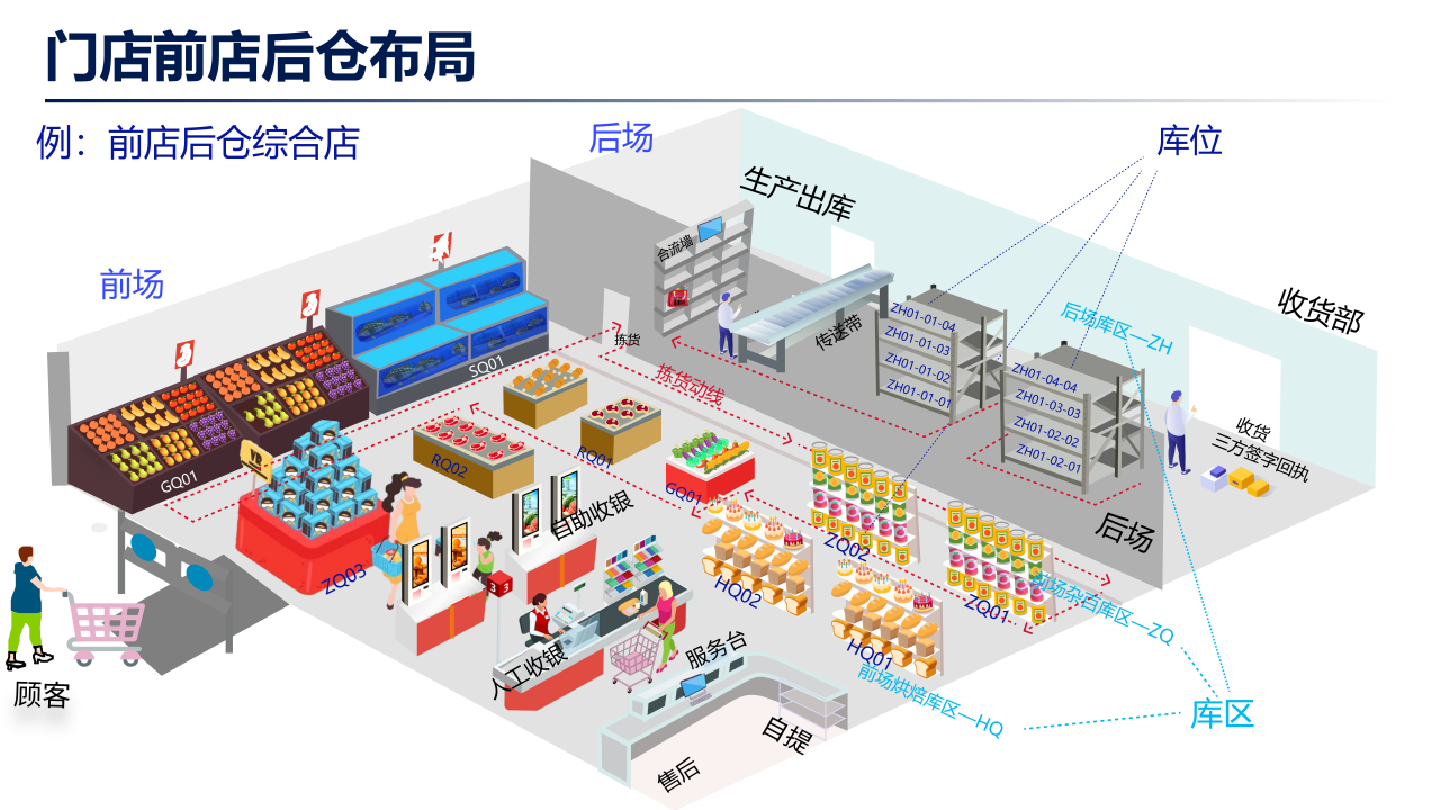 门店前店后仓布局
例：前店后仓综合店
后场
库位
生产出库
合流墙
前场
收货部
后场库区—ZH
传送带
拣货
拣货动线
ZH01-01-04
ZH01-01-03
ZH01-01-02
ZH01-01-01
ZH01-04-04
ZH01-03-03
ZH01-02-02
ZH01-02-01
收货
三方签字回执
SQ01
GQ01
RQ02
RQ01
GQ01
自助收银
后场
ZQ03
ZQ02
ZQ01
HQ02
HQ01
前场杂百库区—ZQ
前场烘焙库区—HQ
库区
人工收银
服务台
自提
售后
顾客
3
3